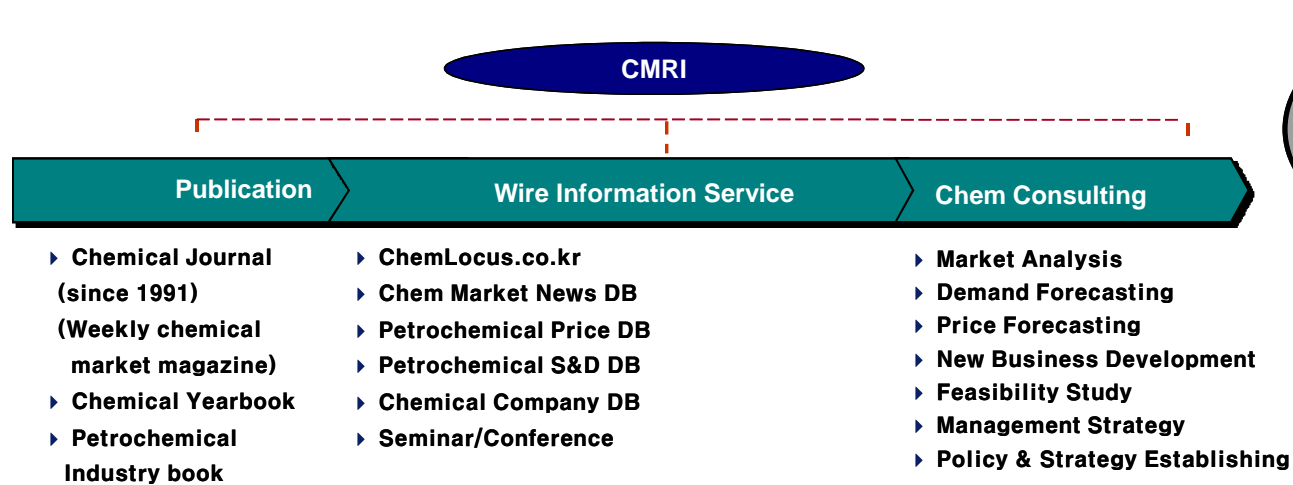 CMRI
Publication
Wire Information Service
Chem Consulting
Chemical Journal
(since 1991)
(Weekly chemical
market magazine)
Chemical Yearbook
Petrochemical
Industry book
ChemLocus.co.kr
Chem Market News DB
Petrochemical Price DB
Petrochemical S&D DB
Chemical Company DB
Seminar/Conference
Market Analysis
Demand Forecasting
Price Forecasting
New Business Development
Feasibility Study
Management Strategy
Policy & Strategy Establishing